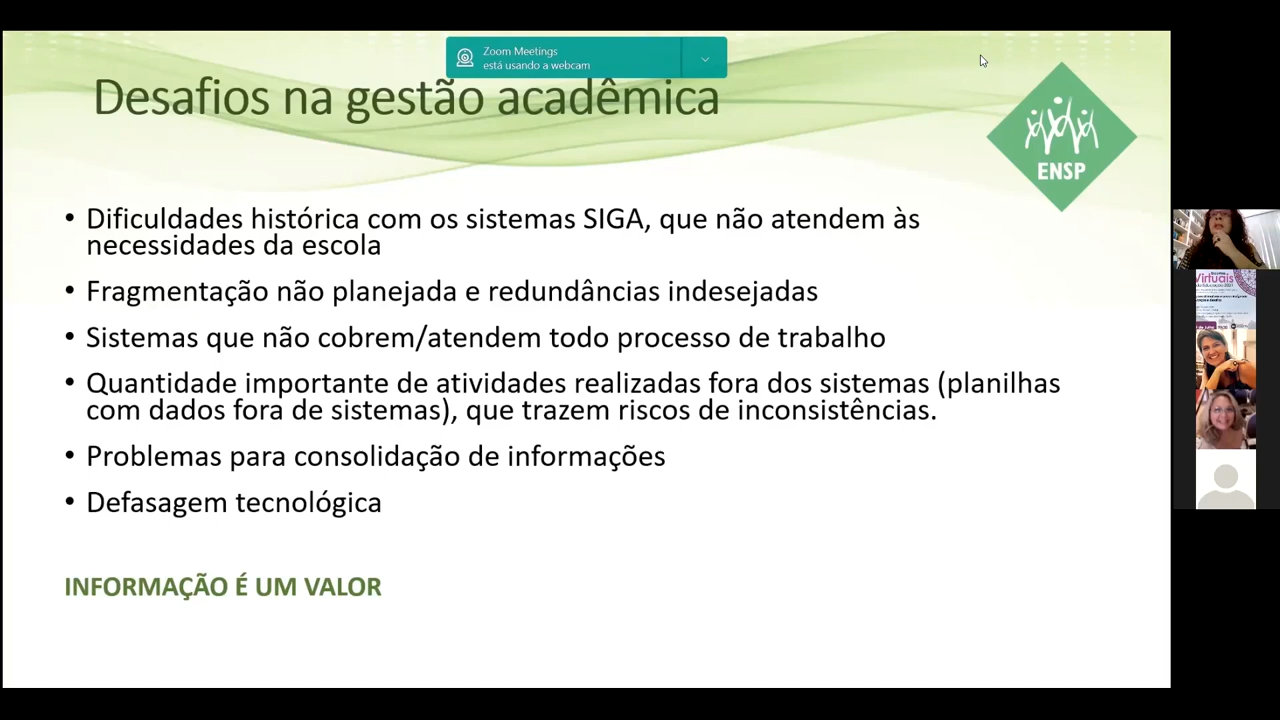 Zoom Meetings
está usando a webcam
Desafios na gestão acadêmica
ENSP
• Dificuldades histórica com os sistemas SIGA, que não atendem às
necessidades da escola
• Fragmentação não planejada e redundâncias indesejadas
• Sistemas que não cobrem/atendem todo processo de trabalho
• Quantidade importante de atividades realizadas fora dos sistemas (planilhas
com dados fora de sistemas), que trazem riscos de inconsistências.
• Problemas para consolidação de informações
• Defasagem tecnológica
INFORMAÇÃO É UM VALOR
Virtuais